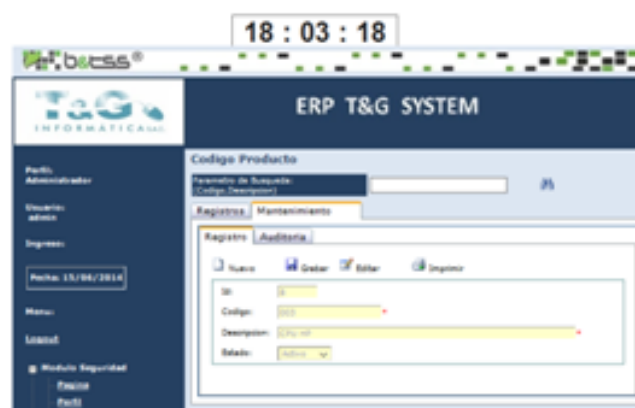 18 : 03 : 18
ERP T&G SYSTEM
T&G
INFORMATICA
Codigo Producto
Parametro de Busqueda:
(Codigo,Descripcion)
Registros Mantenimiento
Registro Auditoria
Nuevo Grabar Editar Imprimir
Id:
Codigo:
Descripcion:
Estado: Activo
Perfil:
Administrador
Usuario:
admin
Ingreso:
Fecha: 15/06/2014
Menu:
Logout
Modulo Seguridad
Pagina
Perfil